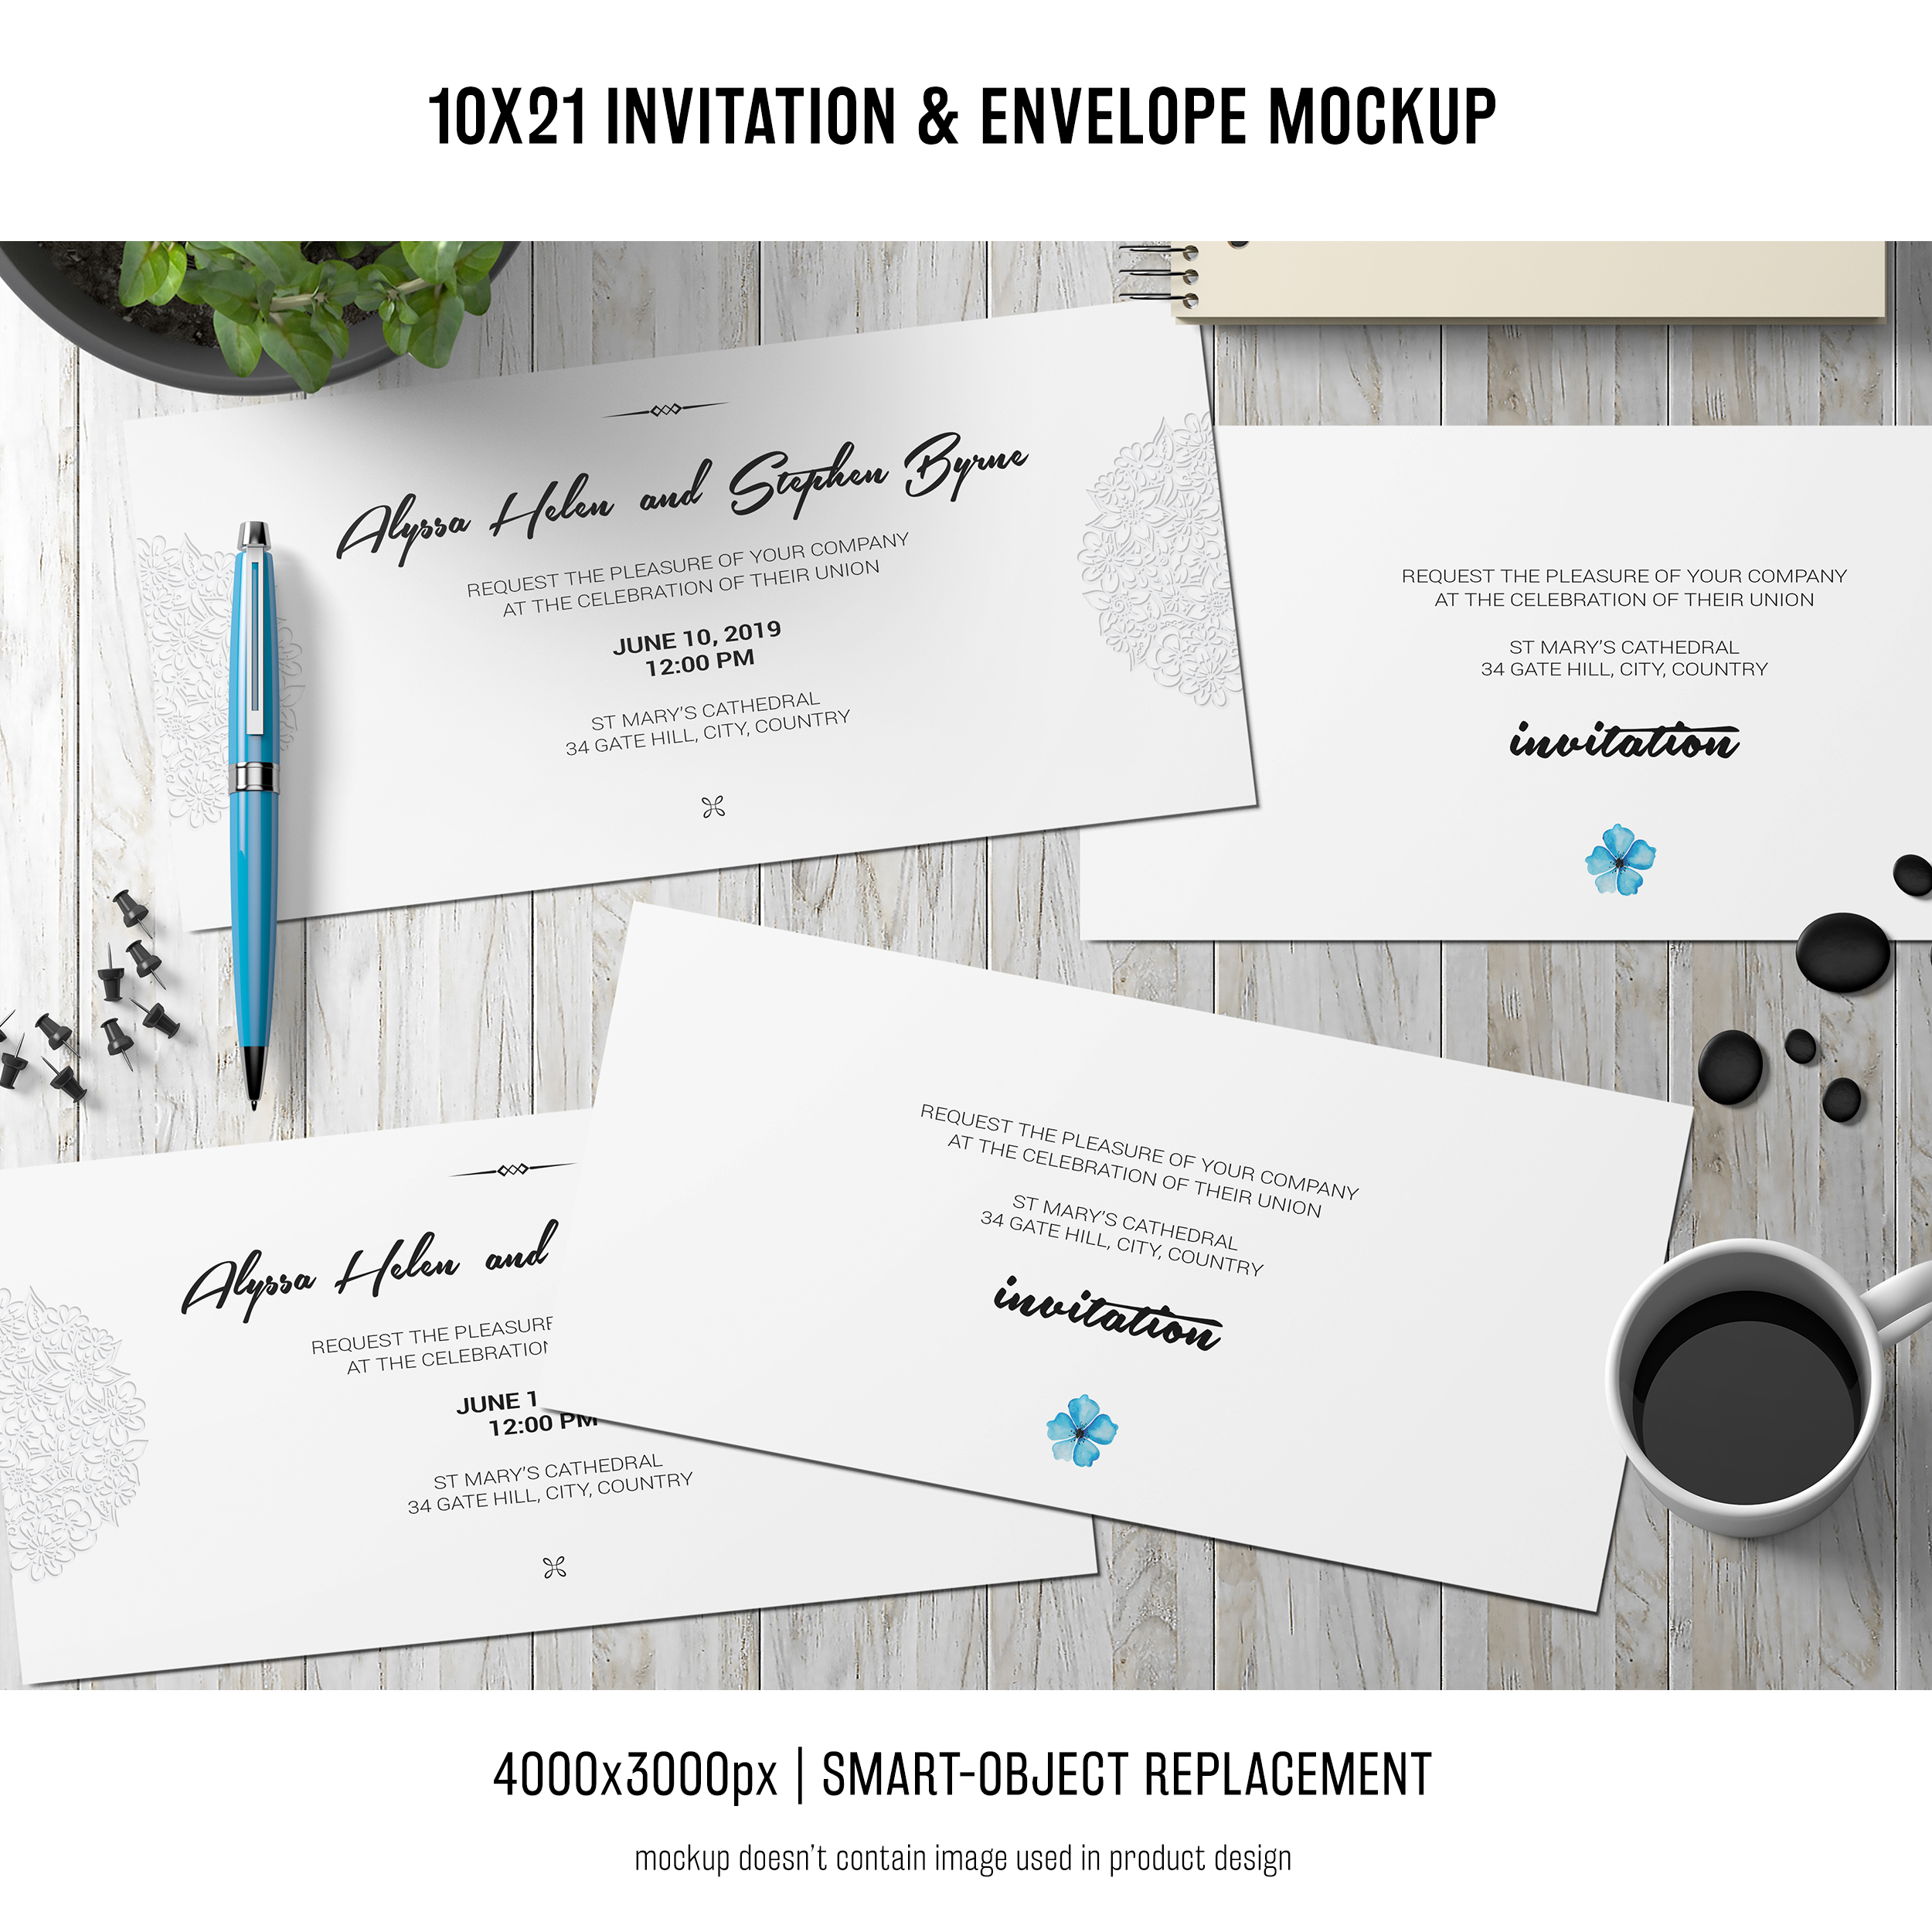 10X21 INVITATION & ENVELOPE MOCKUP
Alyssa Helen and Stephen Byrne
REQUEST THE PLEASURE OF YOUR COMPANY
AT THE CELEBRATION OF THEIR UNION
JUNE 10, 2019
12:00 PM
ST MARY'S CATHEDRAL
34 GATE HILL, CITY, COUNTRY
REQUEST THE PLEASURE OF YOUR COMPANY
AT THE CELEBRATION OF THEIR UNION
ST MARY'S CATHEDRAL
34 GATE HILL, CITY, COUNTRY
invitation
Alyssa Helen and
REQUEST THE PLEASURE
AT THE CELEBRATION
JUNE 1
12:00 PM
ST MARY'S CATHEDRAL
34 GATE HILL, CITY, COUNTRY
REQUEST THE PLEASURE OF YOUR COMPANY
AT THE CELEBRATION OF THEIR UNION
ST MARY'S CATHEDRAL
34 GATE HILL, CITY, COUNTRY
invitation
4000x3000px | SMART-OBJECT REPLACEMENT
mockup doesn't contain image used in product design